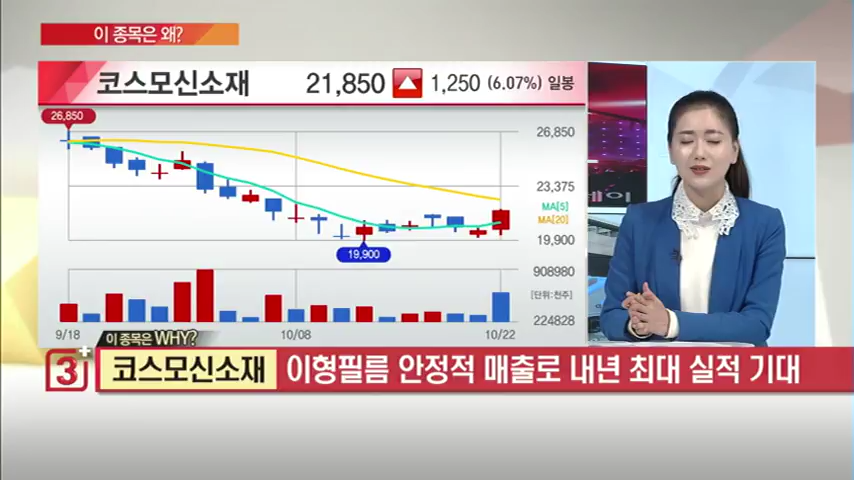 이 종목은 왜?
코스모신소재 21,850 1,250 (6.07%) 일봉
26,850
26,850
23,375
MA[5]
MA[20]
19,900
19,900
908980
[단위:천주]
224828
9/18 10/08 10/22
이 종목은 WHY?
3+ 코스모신소재 이형필름 안정적 매출로 내년 최대 실적 기대